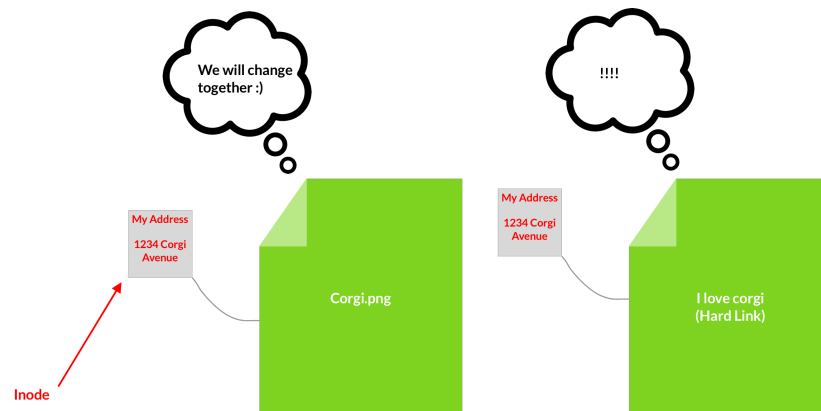 We will change
together :)
!!!!
My Address
1234 Corgi
Avenue
My Address
1234 Corgi
Avenue
Corgi.png
I love corgi
(Hard Link)
Inode